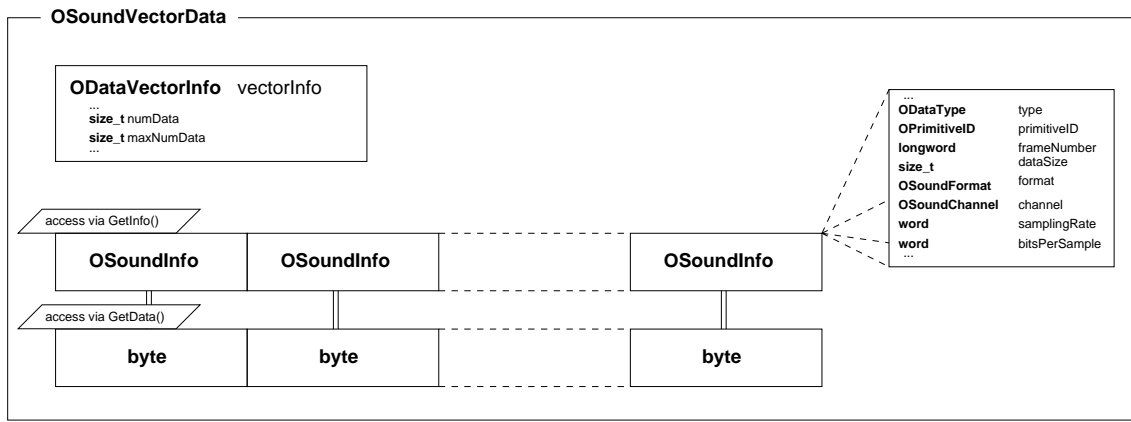 OSoundVectorData
ODataVectorInfo vectorInfo
...
size_t numData
size_t maxNumData
...
...
ODataType type
OPrimitiveID primitiveID
longword frameNumber
size_t dataSize
OSoundFormat format
OSoundChannel channel
word samplingRate
word bitsPerSample
...
access via GetInfo()
OSoundInfo OSoundInfo OSoundInfo
access via GetData()
byte byte byte